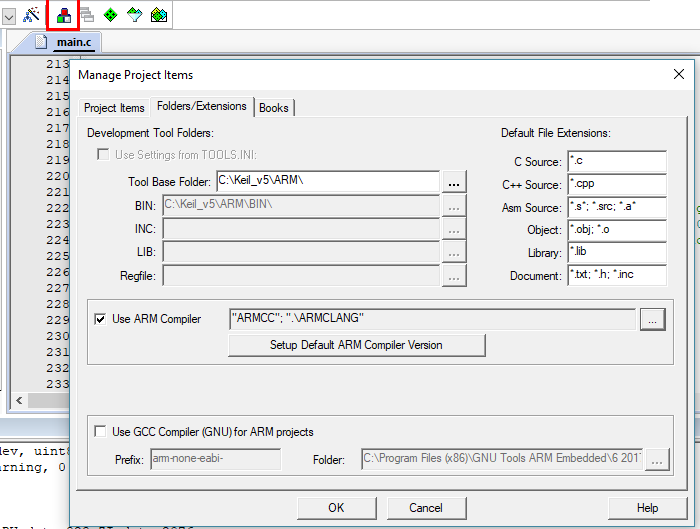 main.c
213
214
215
216
217
218
219
220
221
222
223
224
225
226
227
228
229
230
231
232
233
Manage Project Items
Project Items Folders/Extensions Books
Development Tool Folders:
Use Settings from TOOLS.INI:
Tool Base Folder: C:\Keil_v5\ARM\ ...
BIN: C:\Keil_v5\ARM\BIN\ ...
INC: ...
LIB: ...
Regfile: ...
Default File Extensions:
C Source: *.c
C++ Source: *.cpp
Asm Source: *.s*; *.src; *.a*
Object: *.obj; *.o
Library: *.lib
Document: *.txt; *.h; *.inc
Use ARM Compiler "ARMCC"; ".\ARMCLANG" ...
Setup Default ARM Compiler Version
Use GCC Compiler (GNU) for ARM projects
Prefix: arm-none-eabi- Folder: C:\Program Files (x86)\GNU Tools ARM Embedded\6 201 ...
OK Cancel Help
dev, uint8
arning, 0